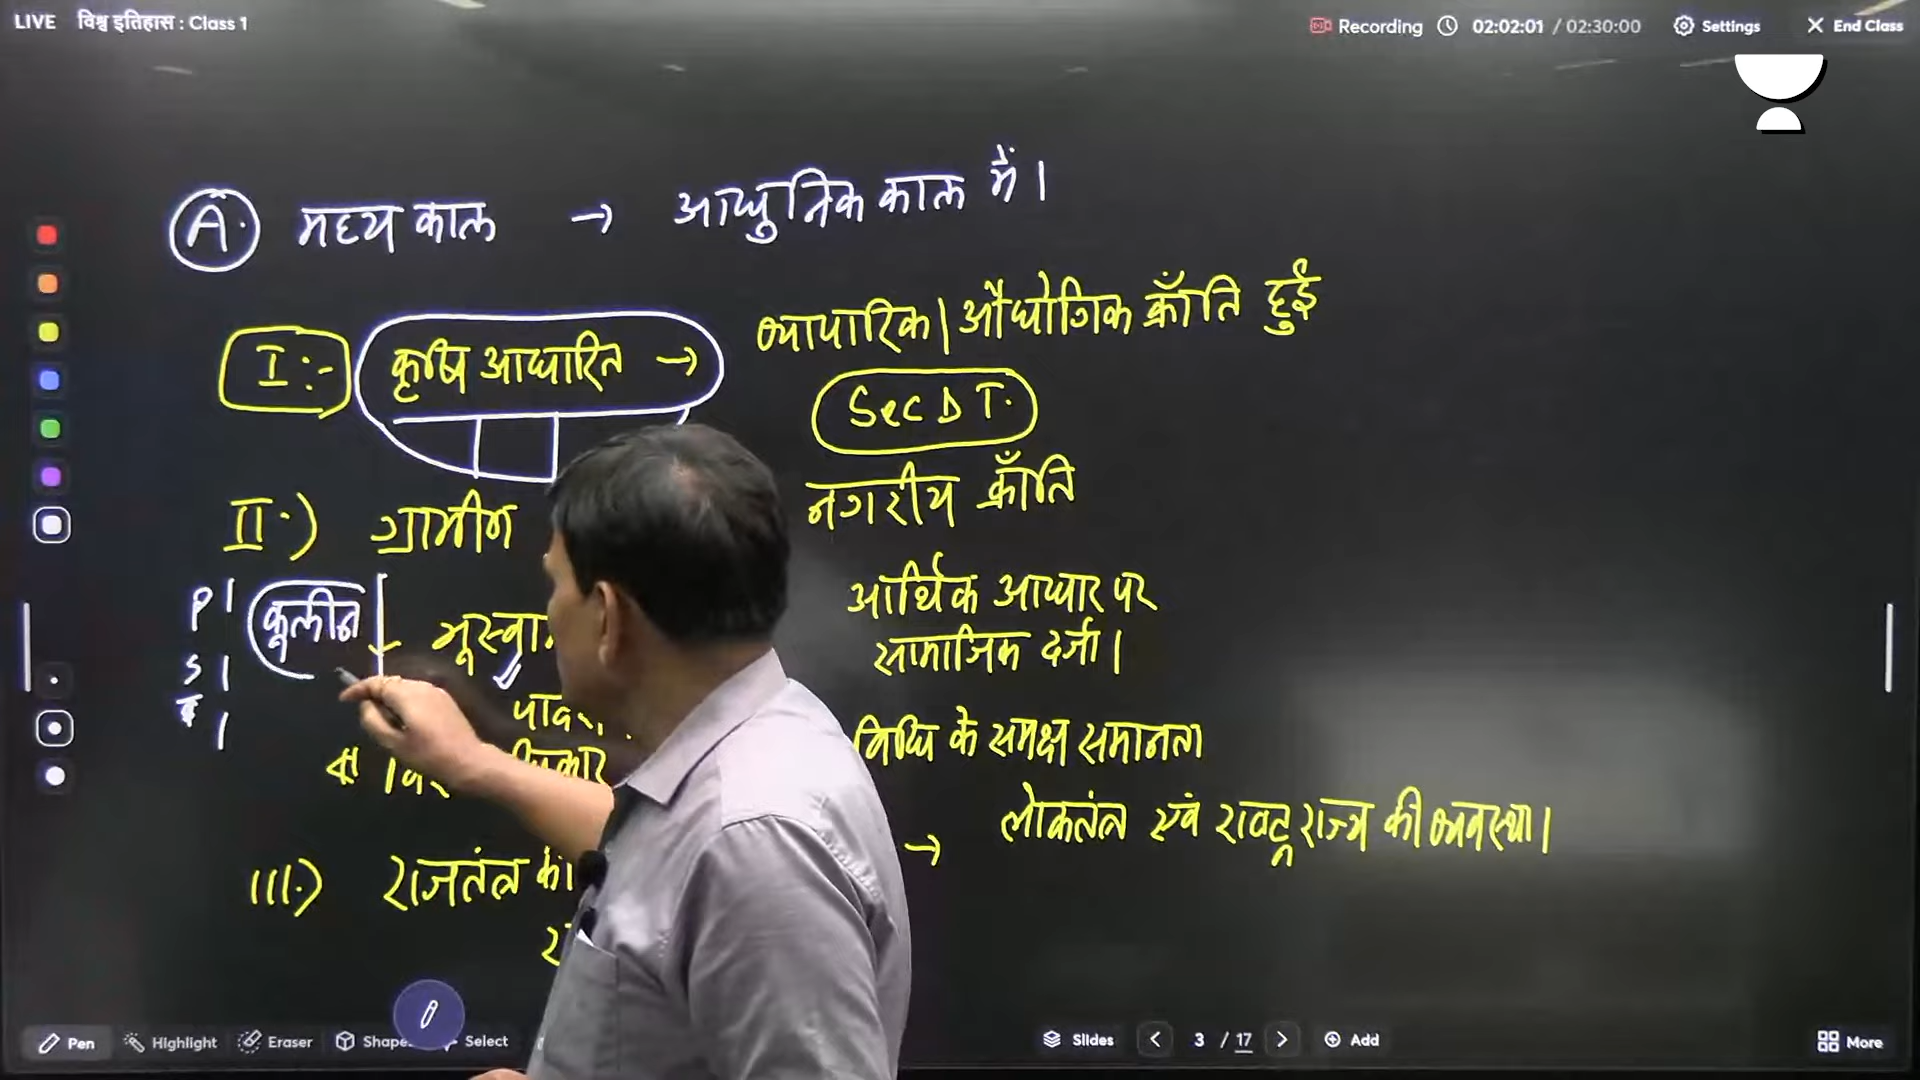 LIVE विश्व इतिहास : Class 1
Recording 02:02:01 / 02:30:00 Settings End Class
A. मध्य काल → आधुनिक काल में।
I :- कृषि आधारित → व्यापारिक | औद्योगिक क्राँति हुई
Sec D T.
II.) ग्रामीण नगरीय क्राँति
P | कुलीन
S |
आर्थिक आधार पर
सामाजिक दर्जा।
विधि के समक्ष समानता
III.) राजतंत्र का → लोकतंत्र एवं राष्ट्र राज्य की व्यवस्था।
Pen Highlight Eraser Select Slides 3 / 17 Add More